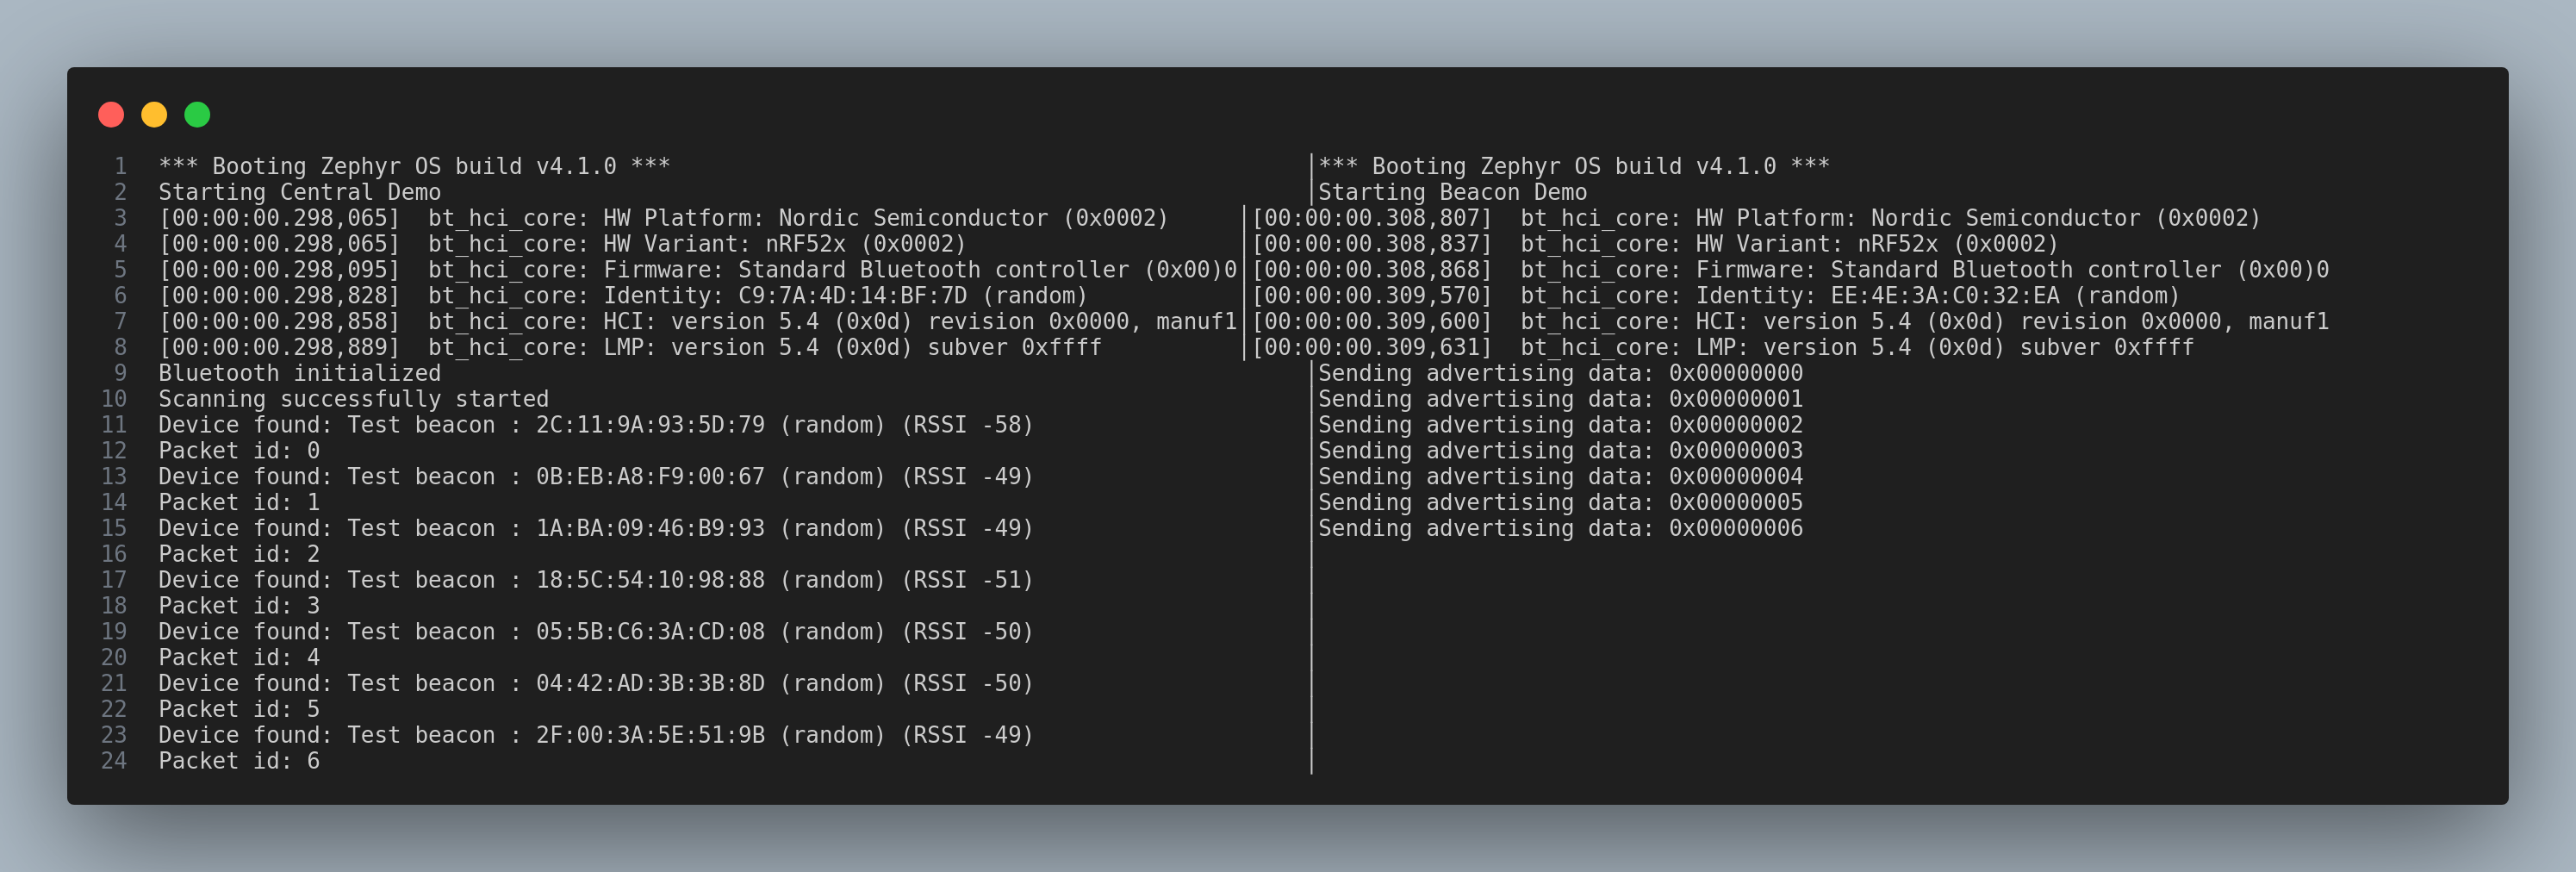 1 *** Booting Zephyr OS build v4.1.0 *** |*** Booting Zephyr OS build v4.1.0 ***
2 Starting Central Demo |Starting Beacon Demo
3 [00:00:00.298,065]  bt_hci_core: HW Platform: Nordic Semiconductor (0x0002) |[00:00:00.308,807]  bt_hci_core: HW Platform: Nordic Semiconductor (0x0002)
4 [00:00:00.298,065]  bt_hci_core: HW Variant: nRF52x (0x0002) |[00:00:00.308,837]  bt_hci_core: HW Variant: nRF52x (0x0002)
5 [00:00:00.298,095]  bt_hci_core: Firmware: Standard Bluetooth controller (0x00)0|[00:00:00.308,868]  bt_hci_core: Firmware: Standard Bluetooth controller (0x00)0
6 [00:00:00.298,828]  bt_hci_core: Identity: C9:7A:4D:14:BF:7D (random) |[00:00:00.309,570]  bt_hci_core: Identity: EE:4E:3A:C0:32:EA (random)
7 [00:00:00.298,858]  bt_hci_core: HCI: version 5.4 (0x0d) revision 0x0000, manuf1|[00:00:00.309,600]  bt_hci_core: HCI: version 5.4 (0x0d) revision 0x0000, manuf1
8 [00:00:00.298,889]  bt_hci_core: LMP: version 5.4 (0x0d) subver 0xffff |[00:00:00.309,631]  bt_hci_core: LMP: version 5.4 (0x0d) subver 0xffff
9 Bluetooth initialized |Sending advertising data: 0x00000000
10 Scanning successfully started |Sending advertising data: 0x00000001
11 Device found: Test beacon : 2C:11:9A:93:5D:79 (random) (RSSI -58) |Sending advertising data: 0x00000002
12 Packet id: 0 |Sending advertising data: 0x00000003
13 Device found: Test beacon : 0B:EB:A8:F9:00:67 (random) (RSSI -49) |Sending advertising data: 0x00000004
14 Packet id: 1 |Sending advertising data: 0x00000005
15 Device found: Test beacon : 1A:BA:09:46:B9:93 (random) (RSSI -49) |Sending advertising data: 0x00000006
16 Packet id: 2 |
17 Device found: Test beacon : 18:5C:54:10:98:88 (random) (RSSI -51) |
18 Packet id: 3 |
19 Device found: Test beacon : 05:5B:C6:3A:CD:08 (random) (RSSI -50) |
20 Packet id: 4 |
21 Device found: Test beacon : 04:42:AD:3B:3B:8D (random) (RSSI -50) |
22 Packet id: 5 |
23 Device found: Test beacon : 2F:00:3A:5E:51:9B (random) (RSSI -49) |
24 Packet id: 6 |